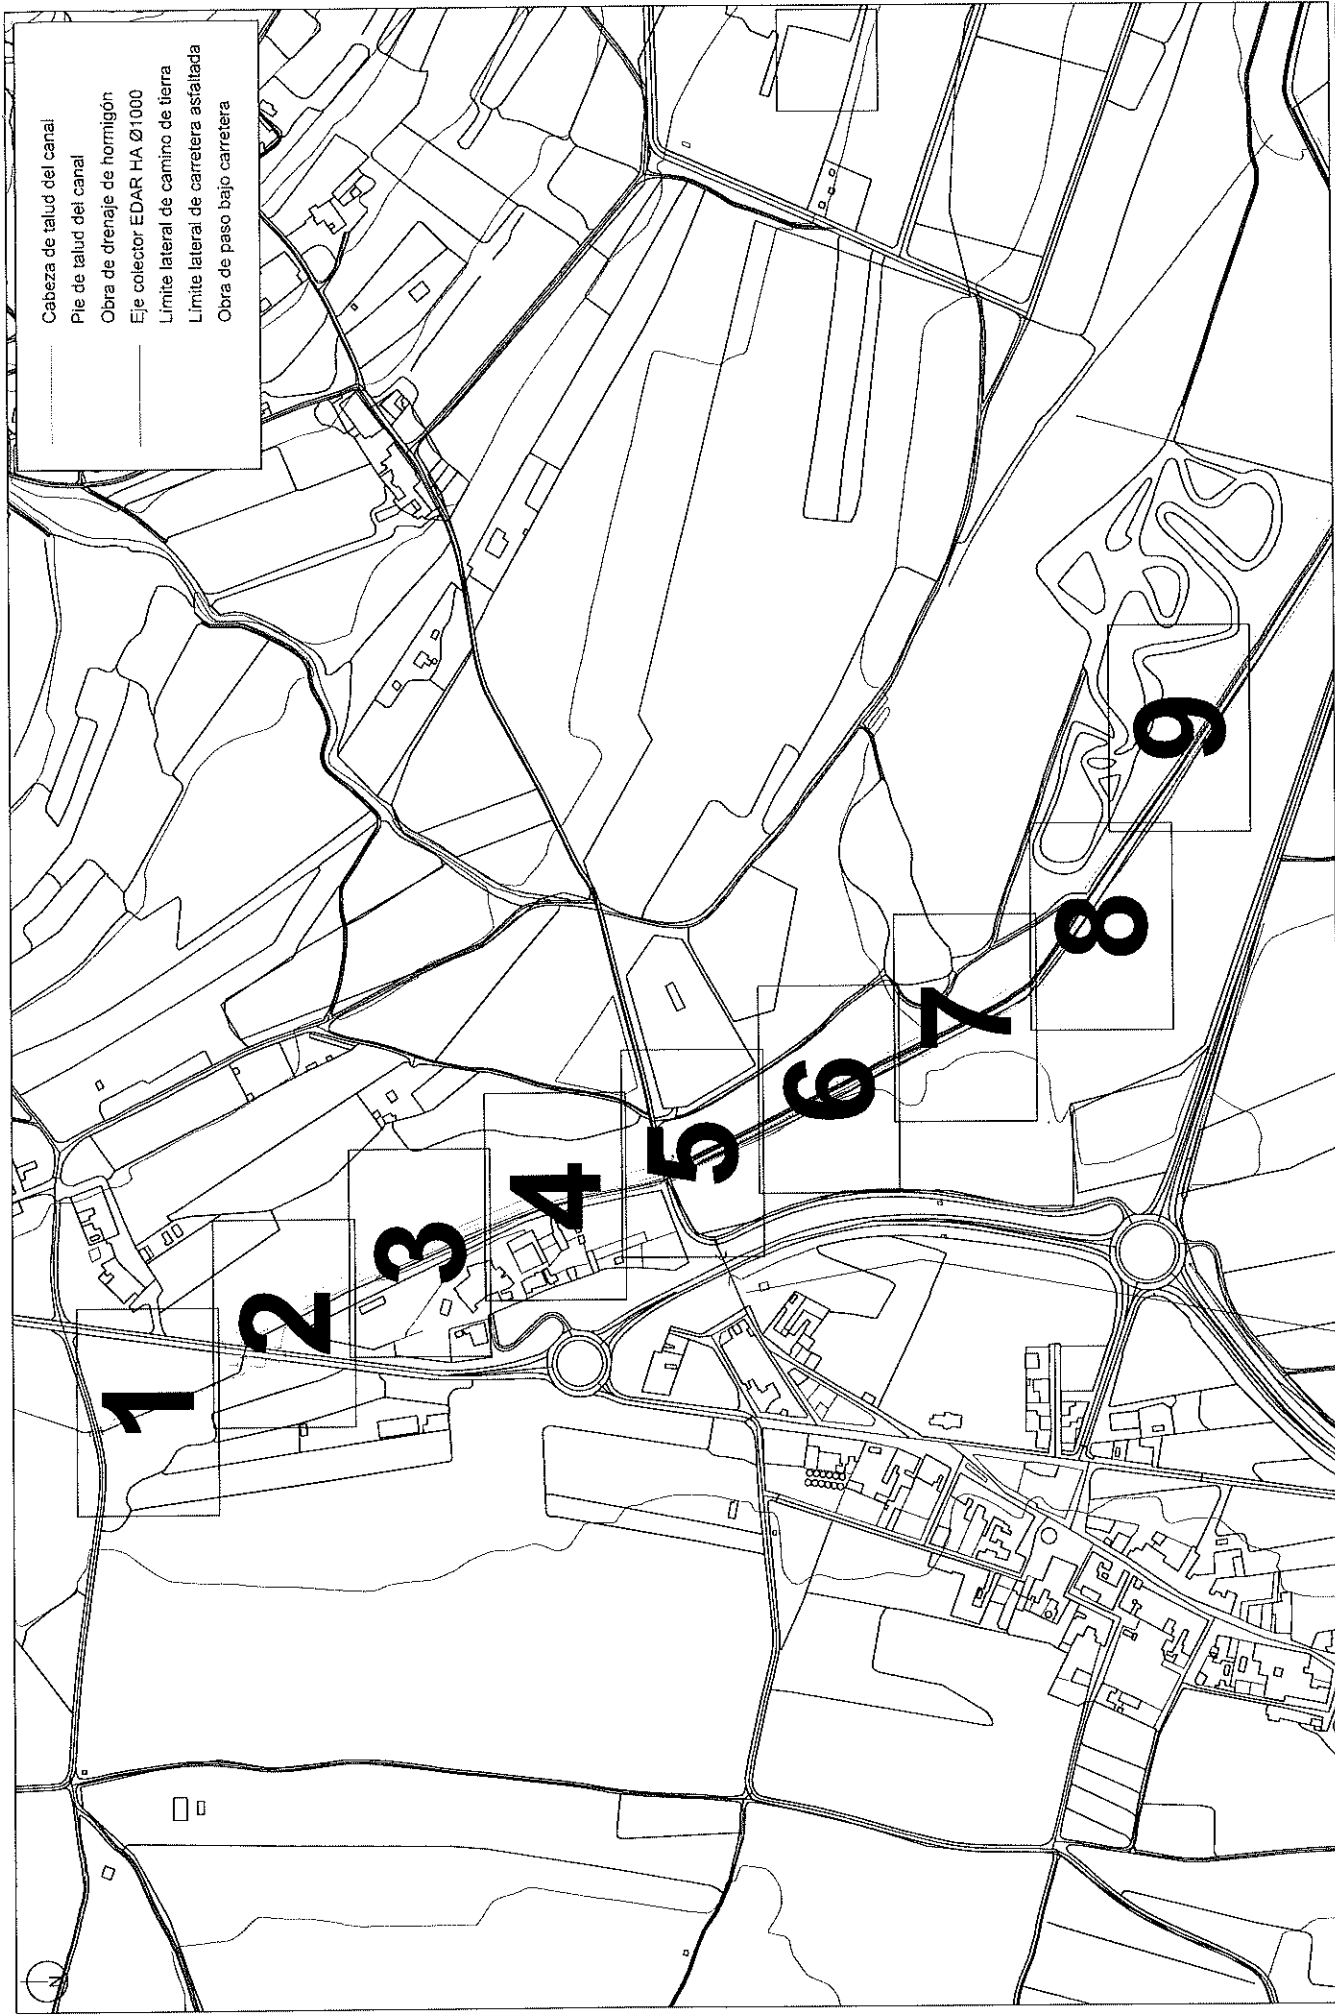 Cabeza de talud del canal
Pie de talud del canal
Obra de drenaje de hormigón
Eje colector EDAR HA Ø1000
Límite lateral de camino de tierra
Límite lateral de carretera asfaltada
Obra de paso bajo carretera
1
2
3
4
5
6
7
8
9
N